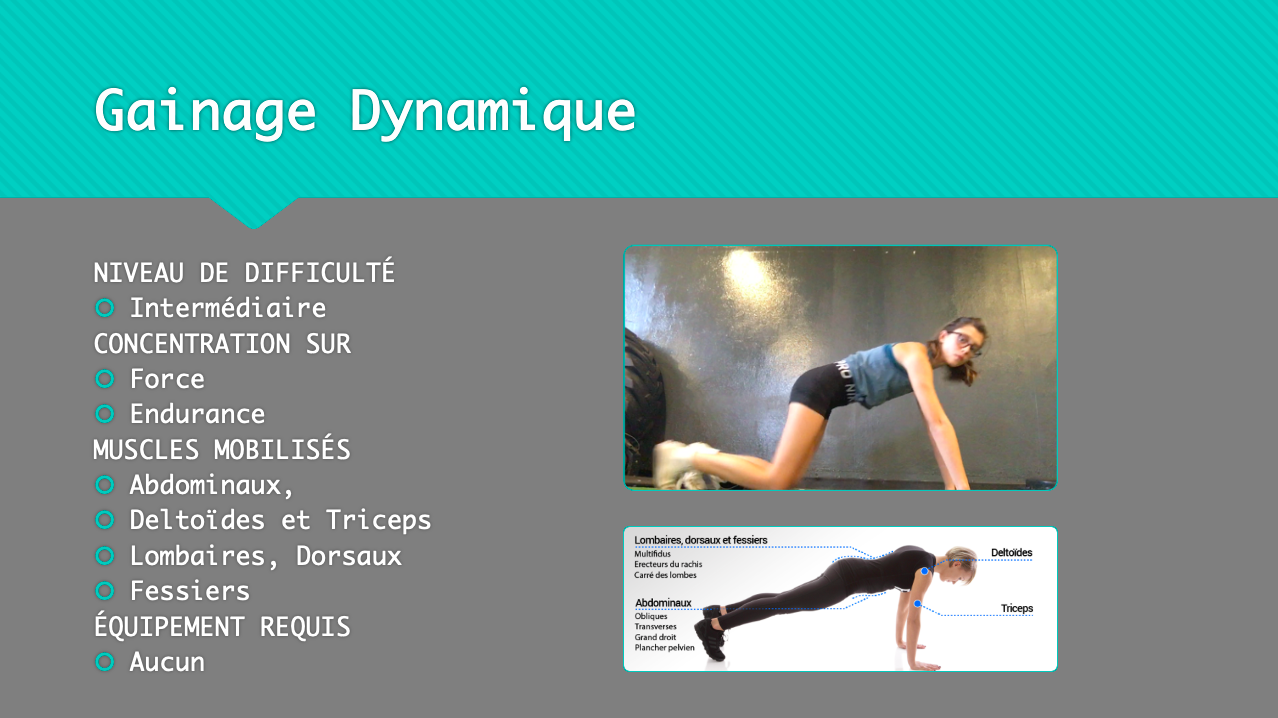 Gainage Dynamique
NIVEAU DE DIFFICULTÉ
Intermédiaire
CONCENTRATION SUR
Force
Endurance
MUSCLES MOBILISÉS
Abdominaux,
Deltoïdes et Triceps
Lombaires, Dorsaux
Fessiers
ÉQUIPEMENT REQUIS
Aucun
PRO NIK
Lombaires, dorsaux et fessiers
Multifidus
Erecteurs du rachis
Carré des lombes
Abdominaux
Obliques
Transverses
Grand droit
Plancher pelvien
Deltoïdes
Triceps